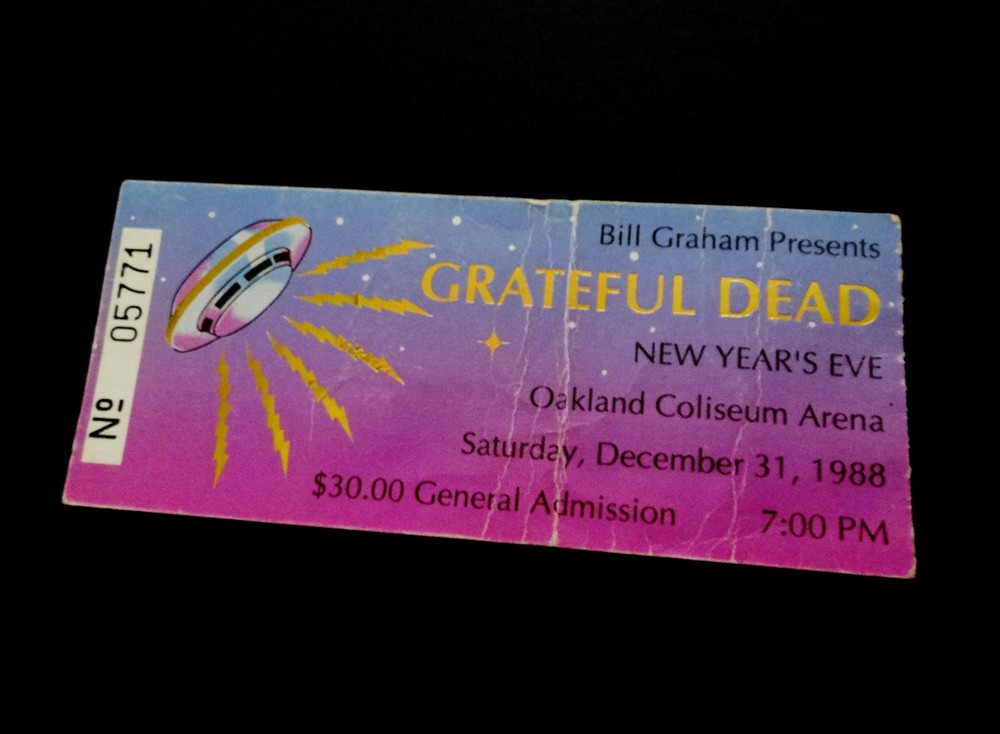 Nº 05771
Bill Graham Presents
GRATEFUL DEAD
NEW YEAR'S EVE
Oakland Coliseum Arena
Saturday, December 31, 1988
$30.00 General Admission 7:00 PM